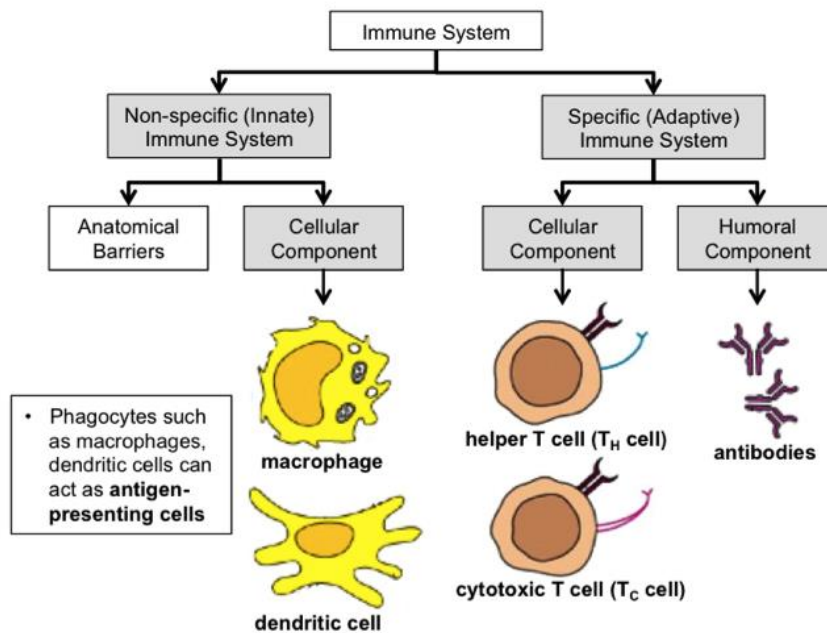 Immune System
Non-specific (Innate)
Immune System
Specific (Adaptive)
Immune System
Anatomical
Barriers
Cellular
Component
Cellular
Component
Humoral
Component
• Phagocytes such
as macrophages,
dendritic cells can
act as antigen-
presenting cells
macrophage
helper T cell (TH cell)
antibodies
dendritic cell
cytotoxic T cell (TC cell)